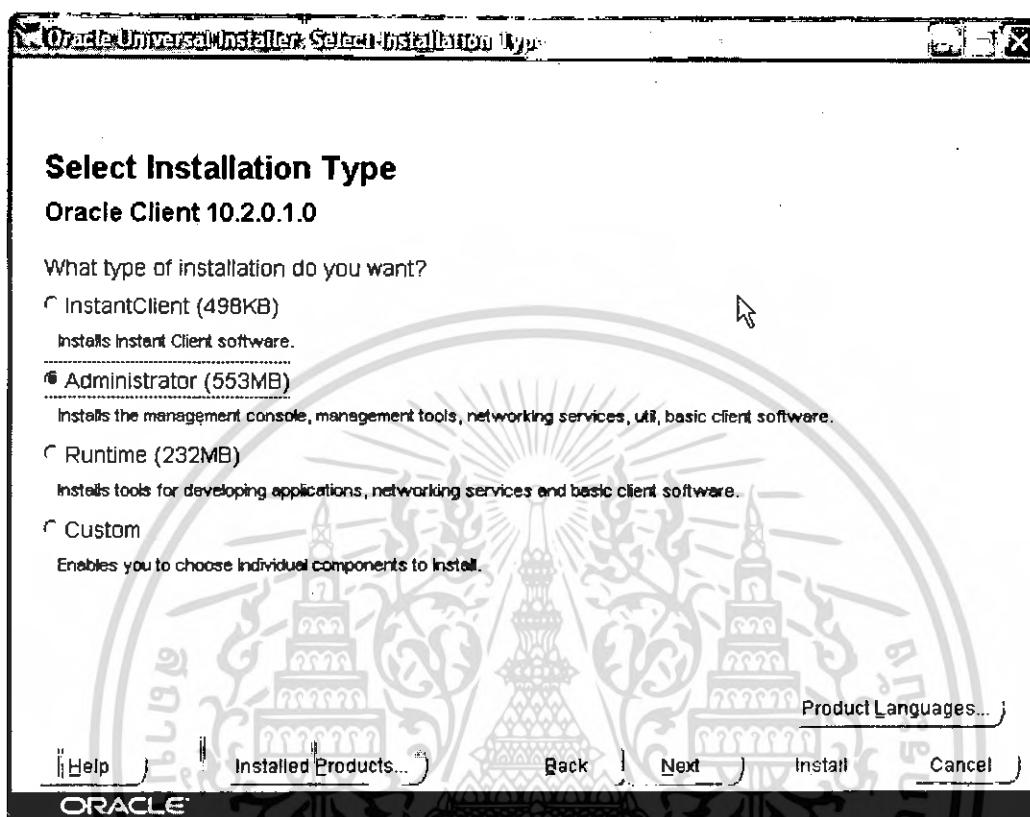 Oracle Universal Installer: Select Installation Type
Select Installation Type
Oracle Client 10.2.0.1.0
What type of installation do you want?
InstantClient (498KB)
Installs Instant Client software.
Administrator (553MB)
Installs the management console, management tools, networking services, util, basic client software.
Runtime (232MB)
Installs tools for developing applications, networking services and basic client software.
Custom
Enables you to choose individual components to install.
Product Languages...
Help
Installed Products...
Back
Next
Install
Cancel
ORACLE